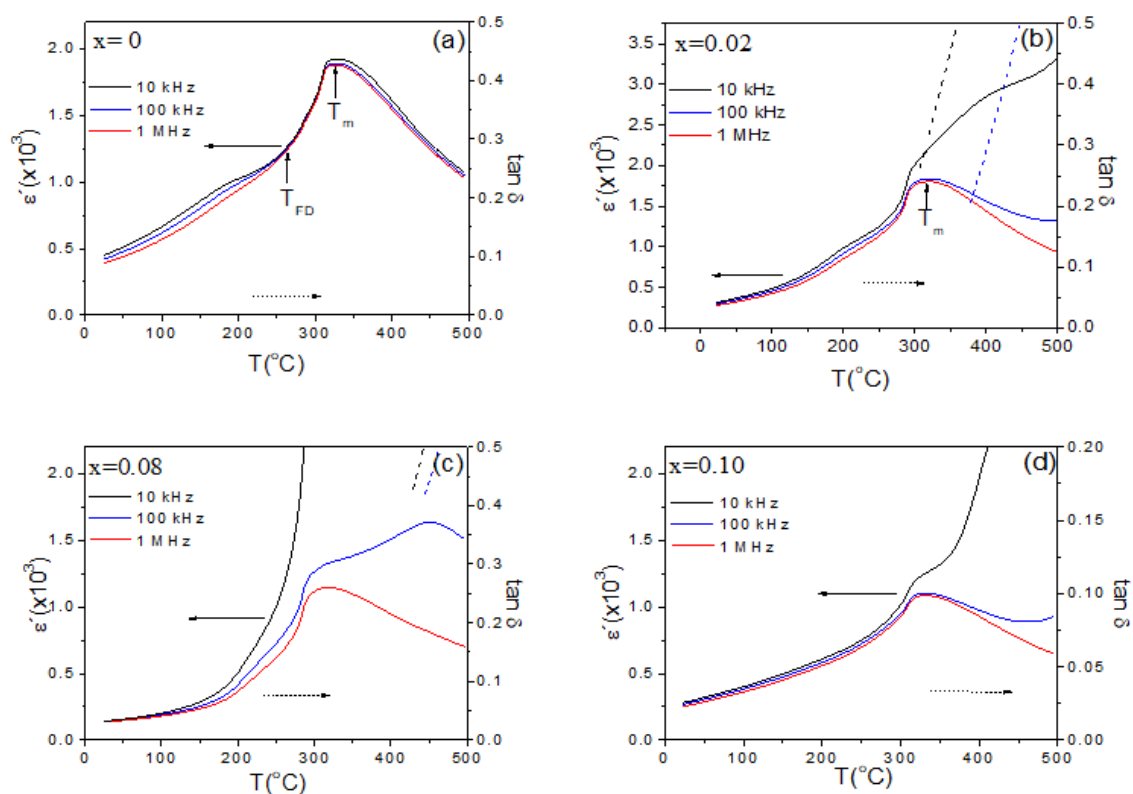 x= 0
(a)
10 kHz
100 kHz
1 MHz
T_m
T_FD
ε´(x10³)
2.0
1.5
1.0
0.5
0.0
0.5
0.4
0.3
0.2
0.1
0.0
tan δ
0 100 200 300 400 500
T(°C)
x=0.02
(b)
10 kHz
100 kHz
1 MHz
T_m
ε´(x10³)
3.5
3.0
2.5
2.0
1.5
1.0
0.5
0.0
0.5
0.4
0.3
0.2
0.1
0.0
tan δ
0 100 200 300 400 500
T(°C)
x=0.08
(c)
10 kHz
100 kHz
1 MHz
ε´(x10³)
2.0
1.5
1.0
0.5
0.0
0.5
0.4
0.3
0.2
0.1
0.0
tan δ
0 100 200 300 400 500
T(°C)
x=0.10
(d)
10 kHz
100 kHz
1 MHz
ε´(x10³)
2.0
1.5
1.0
0.5
0.0
0.20
0.15
0.10
0.05
0.00
tan δ
0 100 200 300 400 500
T(°C)